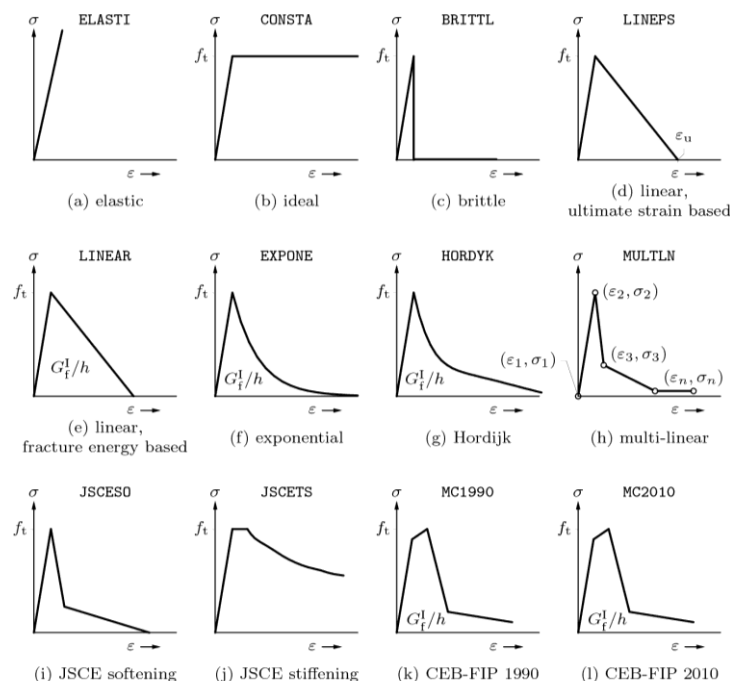 σ ELASTI
ε
(a) elastic
σ CONSTA
f_t
ε
(b) ideal
σ BRITTL
f_t
ε
(c) brittle
σ LINEPS
f_t
ε_u
ε
(d) linear,
ultimate strain based
σ LINEAR
f_t
G_f^I/h
ε
(e) linear,
fracture energy based
σ EXPONE
f_t
G_f^I/h
ε
(f) exponential
σ HORDYK
f_t
G_f^I/h
ε
(g) Hordijk
σ MULTLN
(ε_2, σ_2)
(ε_1, σ_1)
(ε_3, σ_3)
(ε_n, σ_n)
ε
(h) multi-linear
σ JSCESO
f_t
ε
(i) JSCE softening
σ JSCETS
f_t
ε
(j) JSCE stiffening
σ MC1990
f_t
G_f^I/h
ε
(k) CEB-FIP 1990
σ MC2010
f_t
G_f^I/h
ε
(l) CEB-FIP 2010